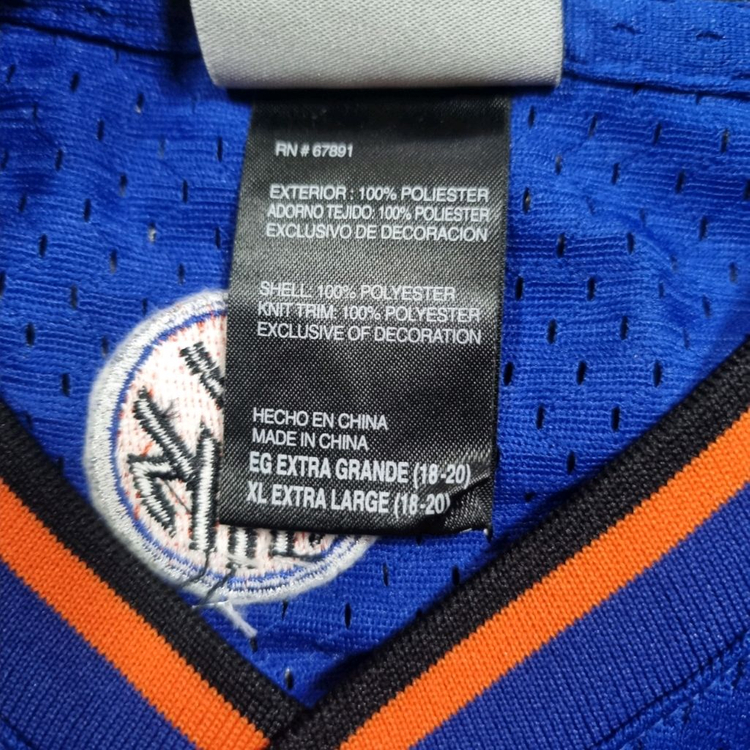 RN # 67891
EXTERIOR : 100% POLIESTER
ADORNO TEJIDO: 100% POLIESTER
EXCLUSIVO DE DECORACION
SHELL: 100% POLYESTER
KNIT TRIM: 100% POLYESTER
EXCLUSIVE OF DECORATION
HECHO EN CHINA
MADE IN CHINA
EG EXTRA GRANDE (18-20)
XL EXTRA LARGE (18-20)